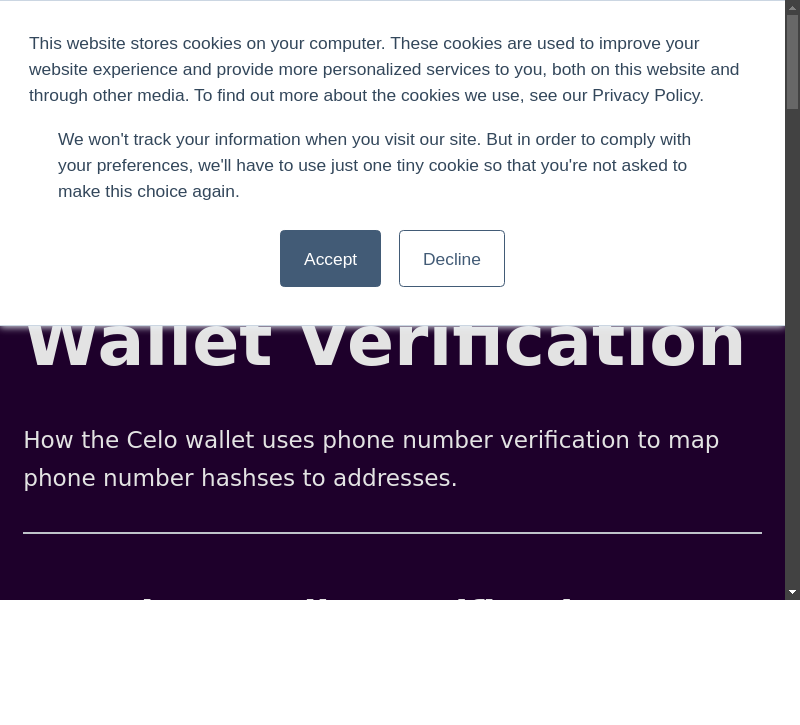 This website stores cookies on your computer. These cookies are used to improve your
website experience and provide more personalized services to you, both on this website and
through other media. To find out more about the cookies we use, see our Privacy Policy.
We won't track your information when you visit our site. But in order to comply with
your preferences, we'll have to use just one tiny cookie so that you're not asked to
make this choice again.
Accept
Decline
Wallet Verification
How the Celo wallet uses phone number verification to map
phone number hashses to addresses.